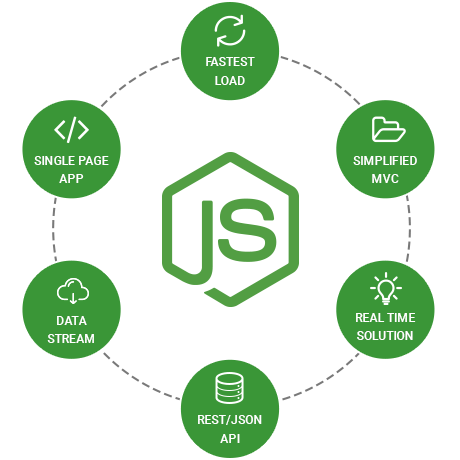 FASTEST
LOAD
SINGLE PAGE
APP
SIMPLIFIED
MVC
JS
DATA
STREAM
REAL TIME
SOLUTION
REST/JSON
API